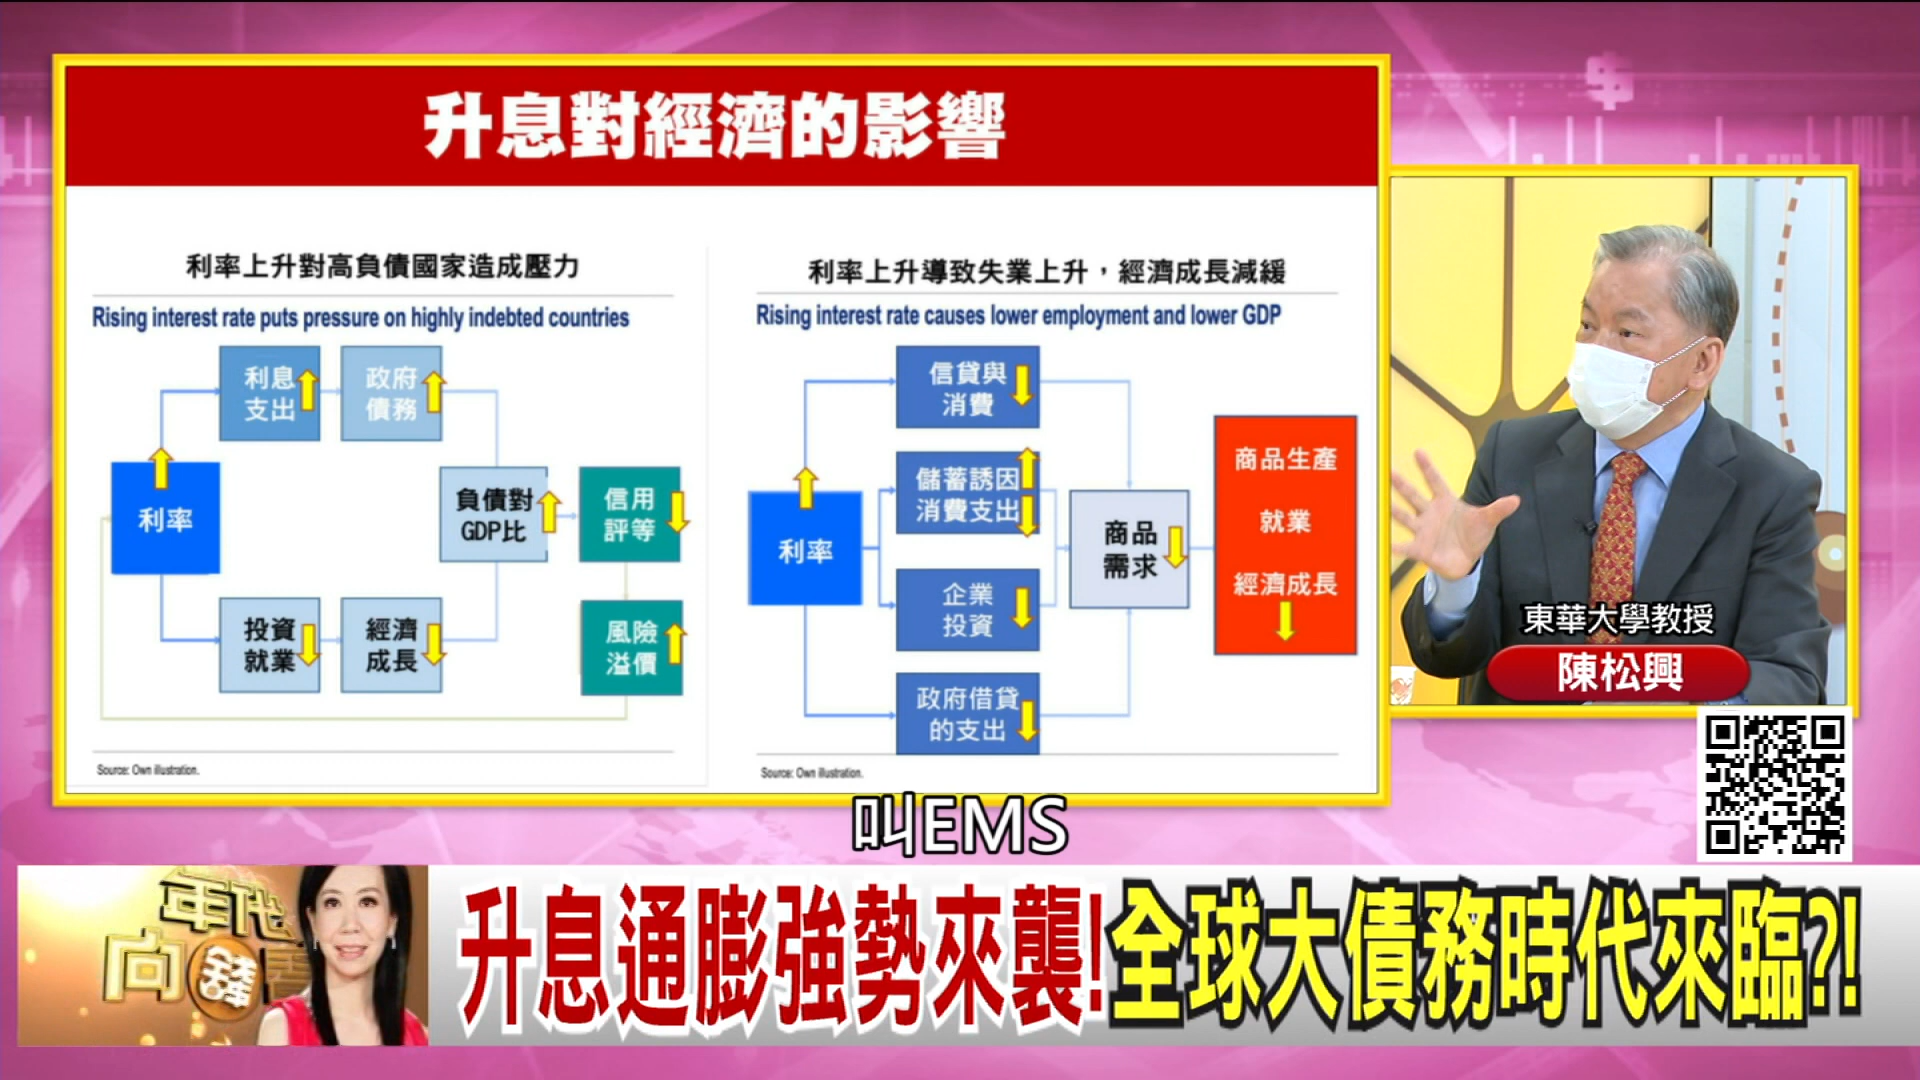 升息對經濟的影響
利率上升對高負債國家造成壓力
Rising interest rate puts pressure on highly indebted countries
利息
支出
政府
債務
利率
負債對
GDP比
信用
評等
投資
就業
經濟
成長
風險
溢價
Source: Own illustration.
利率上升導致失業上升，經濟成長減緩
Rising interest rate causes lower employment and lower GDP
信貸與
消費
儲蓄誘因
消費支出
利率
企業
投資
政府借貸
的支出
商品
需求
商品生產
就業
經濟成長
Source: Own illustration.
東華大學教授
陳松興
叫EMS
年代
向錢看
升息通膨強勢來襲!全球大債務時代來臨?!